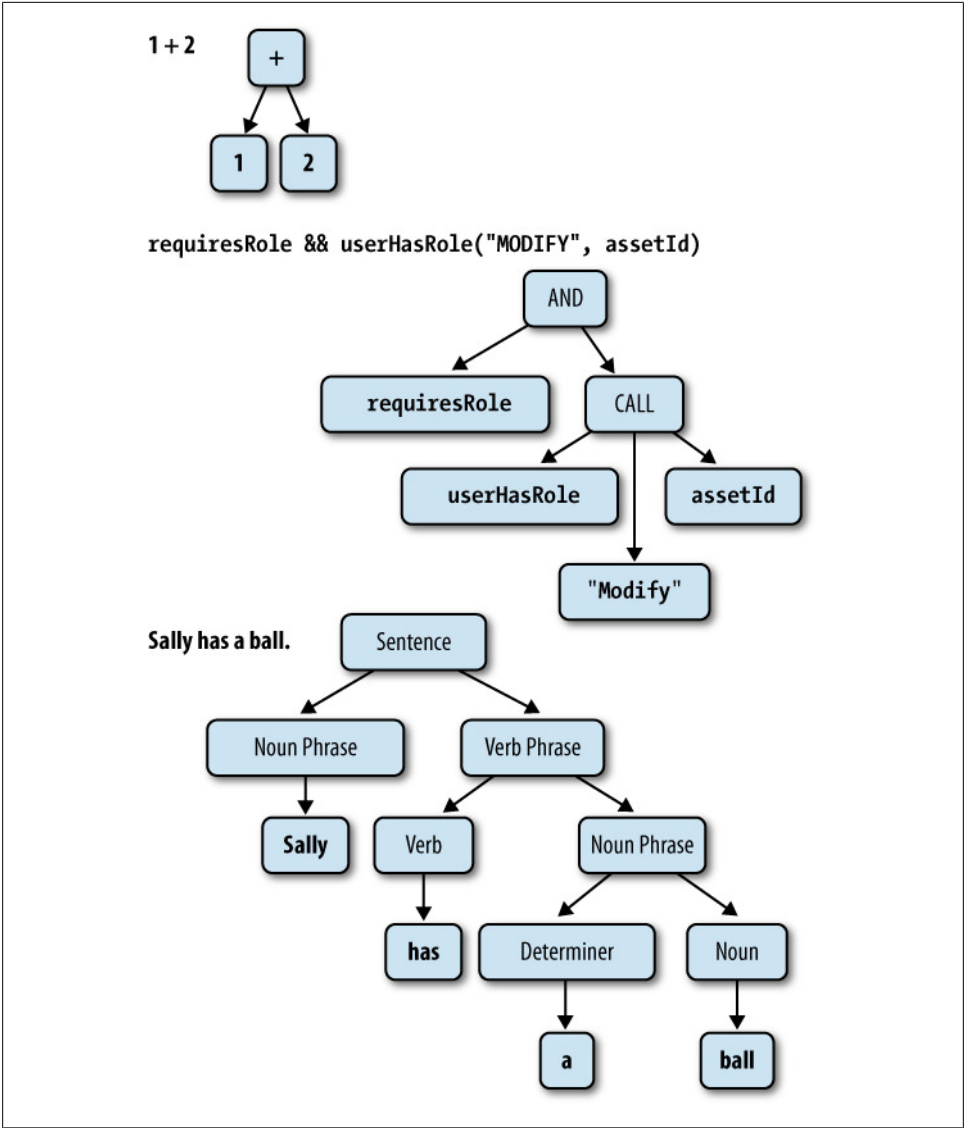 1 + 2
+
1 2
requiresRole && userHasRole("MODIFY", assetId)
AND
requiresRole CALL
userHasRole assetId
"Modify"
Sally has a ball.
Sentence
Noun Phrase Verb Phrase
Sally Verb Noun Phrase
has Determiner Noun
a ball